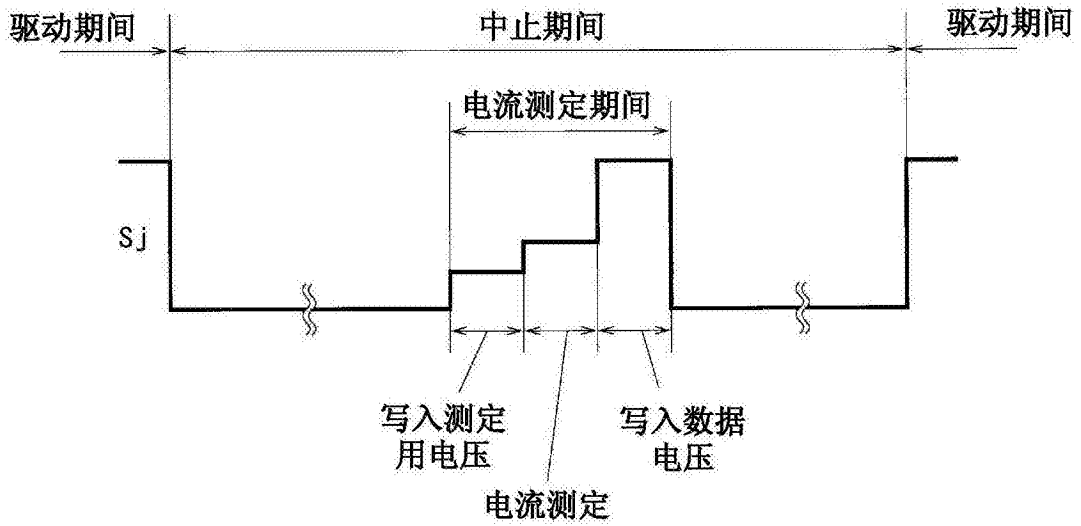 驱动期间
中止期间
驱动期间
电流测定期间
Sj
写入测定
用电压
写入数据
电压
电流测定